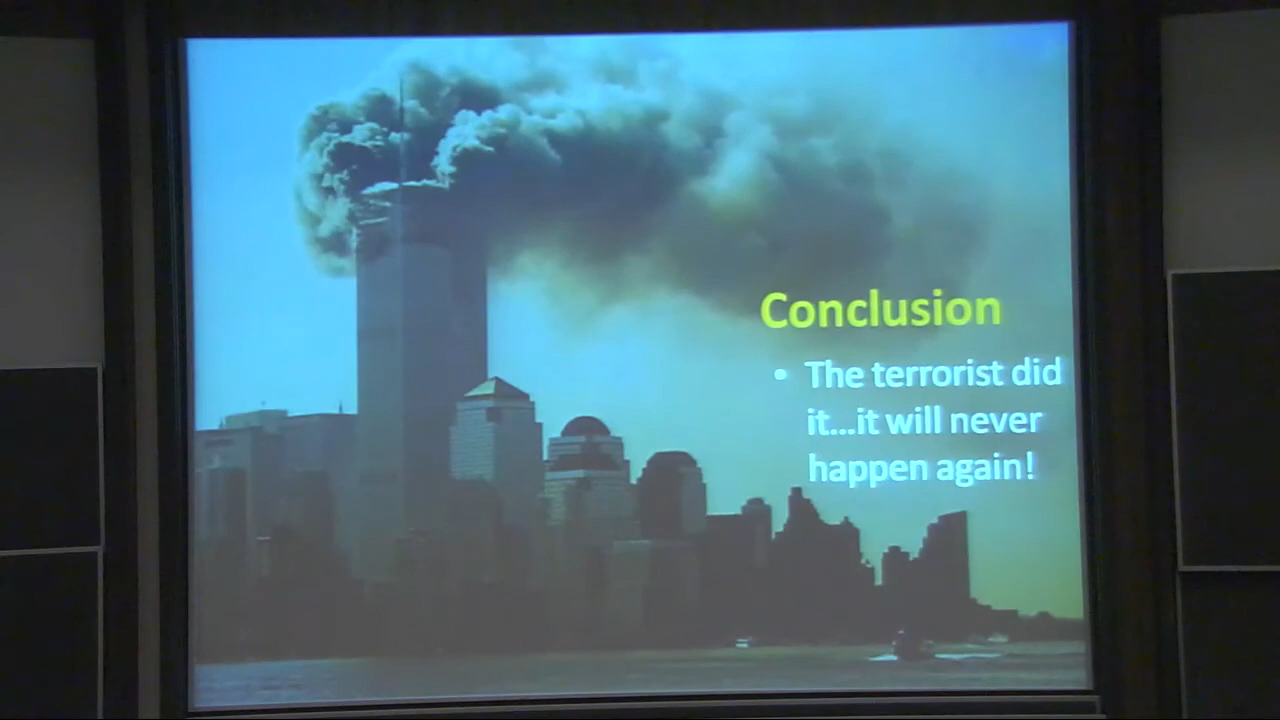 Conclusion
• The terrorist did
it...it will never
happen again!